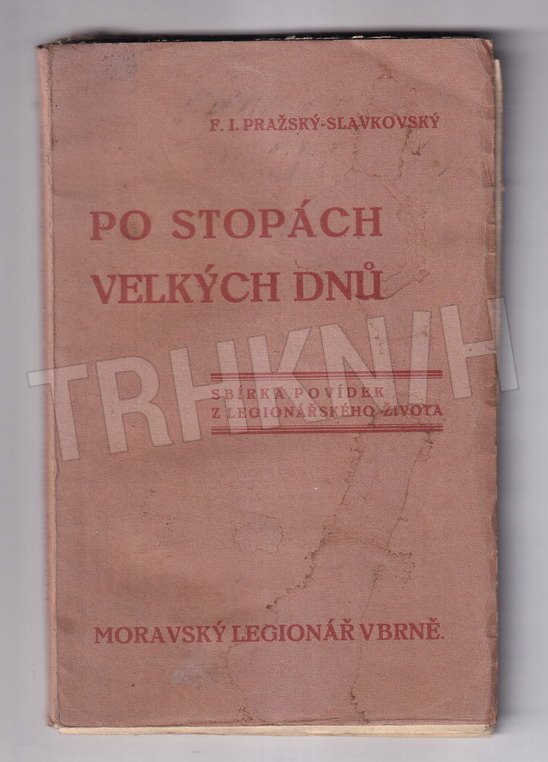 F. I. PRAŽSKÝ-SLAVKOVSKÝ
PO STOPÁCH
VELKÝCH DNŮ
TRHKNIH
SBÍRKA POVÍDEK
Z LEGIONÁŘSKÉHO ŽIVOTA
MORAVSKÝ LEGIONÁŘ V BRNĚ.